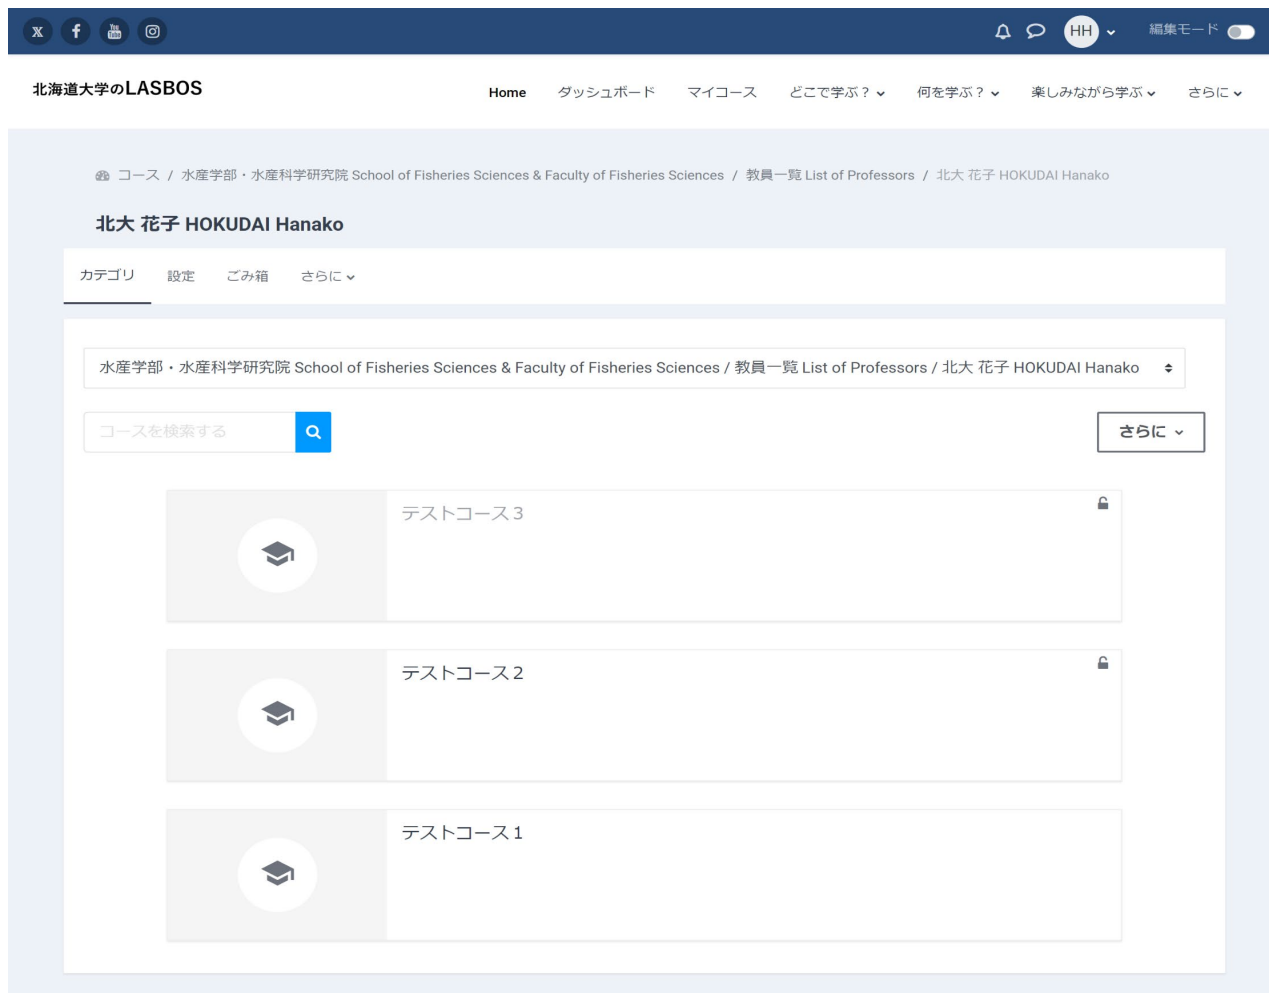 HH 編集モード
北海道大学のLASBOS Home ダッシュボード マイコース どこで学ぶ？ 何を学ぶ？ 楽しみながら学ぶ さらに
コース / 水産学部・水産科学研究院 School of Fisheries Sciences & Faculty of Fisheries Sciences / 教員一覧 List of Professors / 北大 花子 HOKUDAI Hanako
北大 花子 HOKUDAI Hanako
カテゴリ 設定 ごみ箱 さらに
水産学部・水産科学研究院 School of Fisheries Sciences & Faculty of Fisheries Sciences / 教員一覧 List of Professors / 北大 花子 HOKUDAI Hanako
コースを検索する さらに
テストコース３
テストコース２
テストコース１